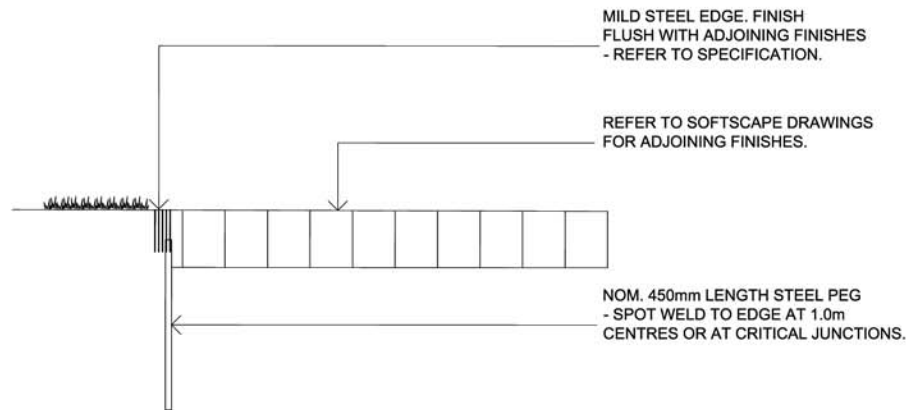 MILD STEEL EDGE. FINISH
FLUSH WITH ADJOINING FINISHES
- REFER TO SPECIFICATION.
REFER TO SOFTSCAPE DRAWINGS
FOR ADJOINING FINISHES.
NOM. 450mm LENGTH STEEL PEG
- SPOT WELD TO EDGE AT 1.0m
CENTRES OR AT CRITICAL JUNCTIONS.